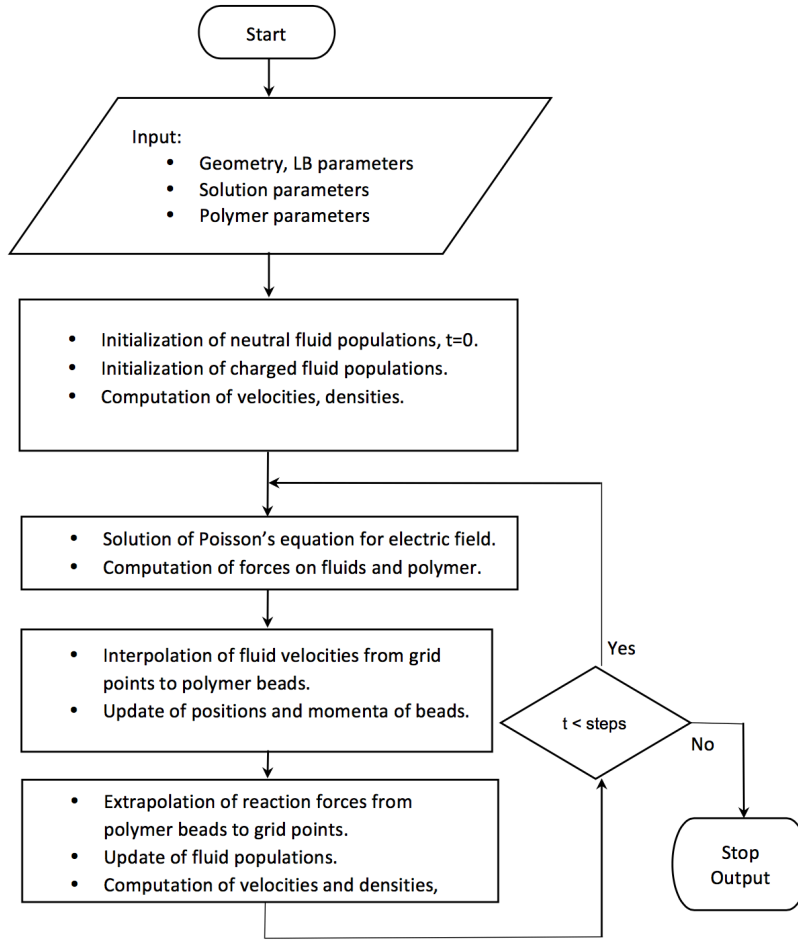 Start
Input:
• Geometry, LB parameters
• Solution parameters
• Polymer parameters
• Initialization of neutral fluid populations, t=0.
• Initialization of charged fluid populations.
• Computation of velocities, densities.
• Solution of Poisson’s equation for electric field.
• Computation of forces on fluids and polymer.
• Interpolation of fluid velocities from grid
points to polymer beads.
• Update of positions and momenta of beads.
Yes
t < steps
No
• Extrapolation of reaction forces from
polymer beads to grid points.
• Update of fluid populations.
• Computation of velocities and densities,
Stop
Output